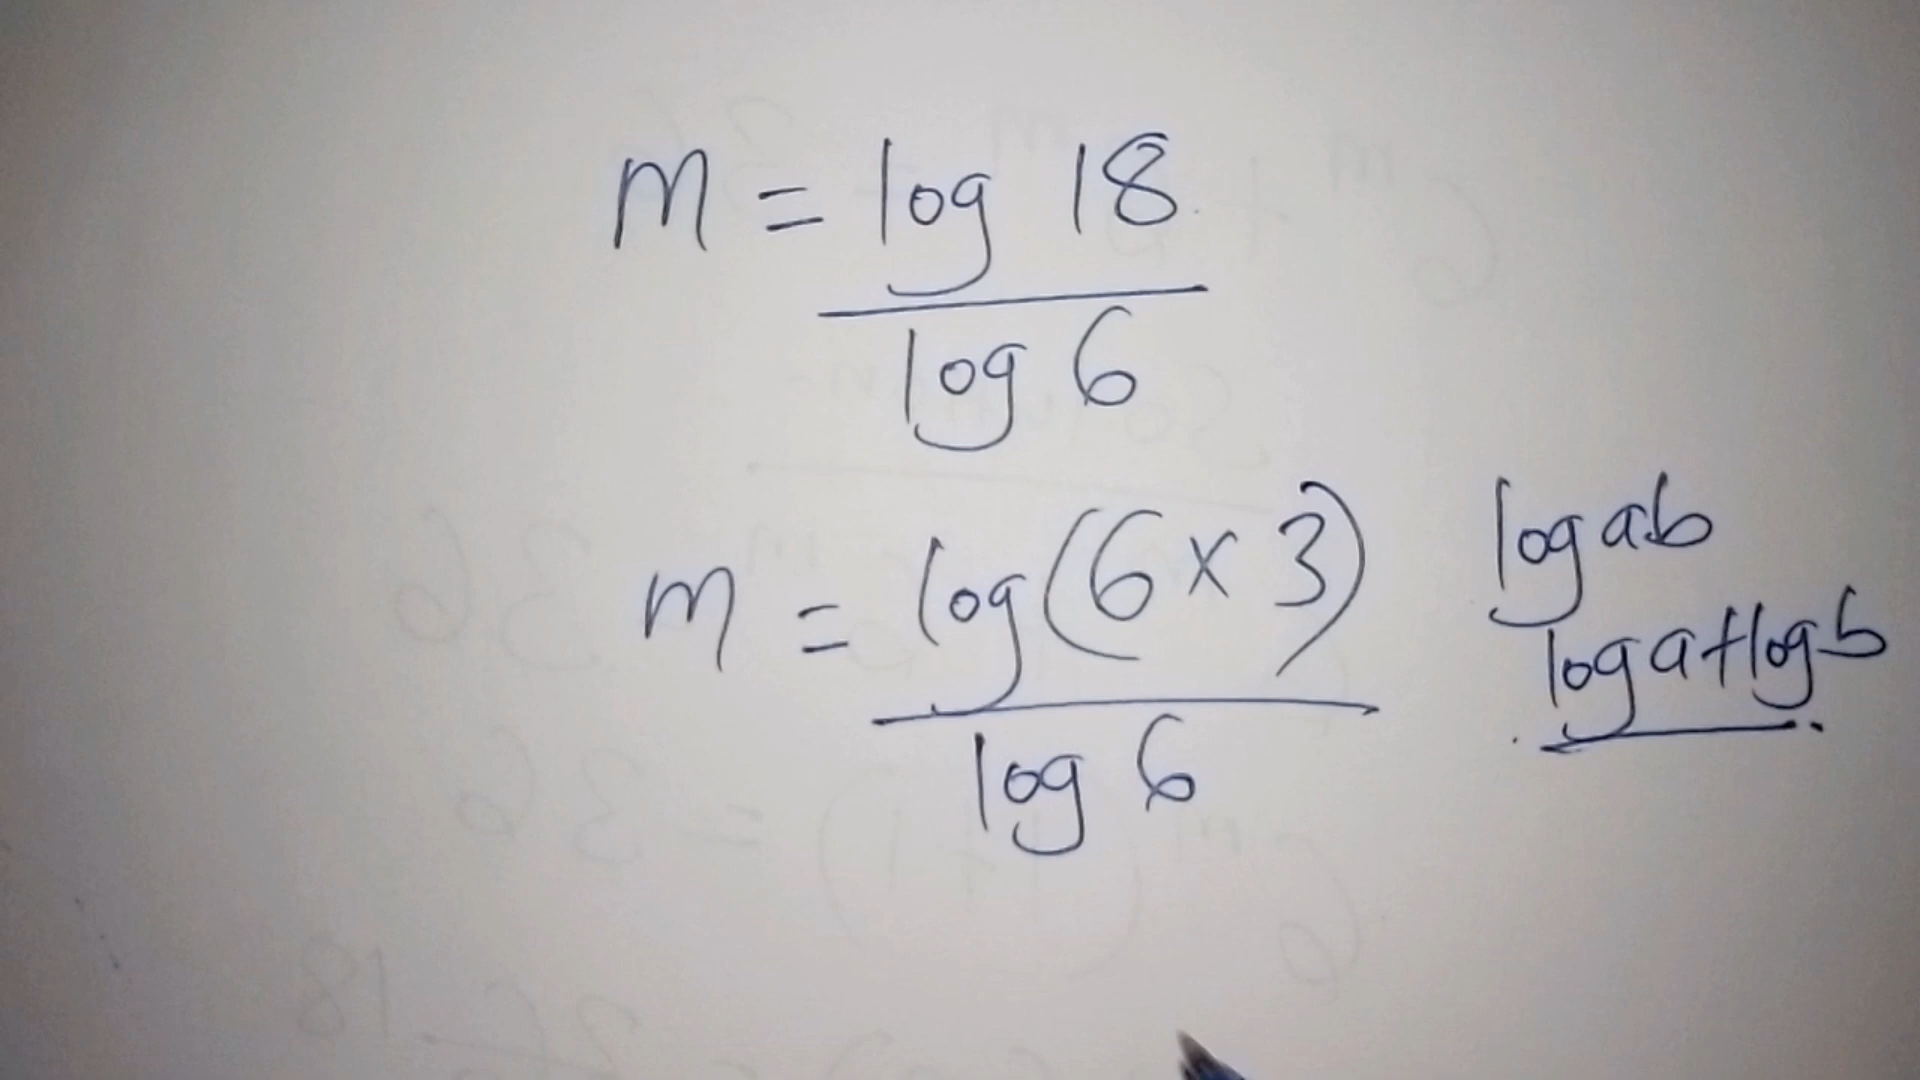 m = log 18
log 6
m = log(6 × 3)
log 6
log ab
log a + log b